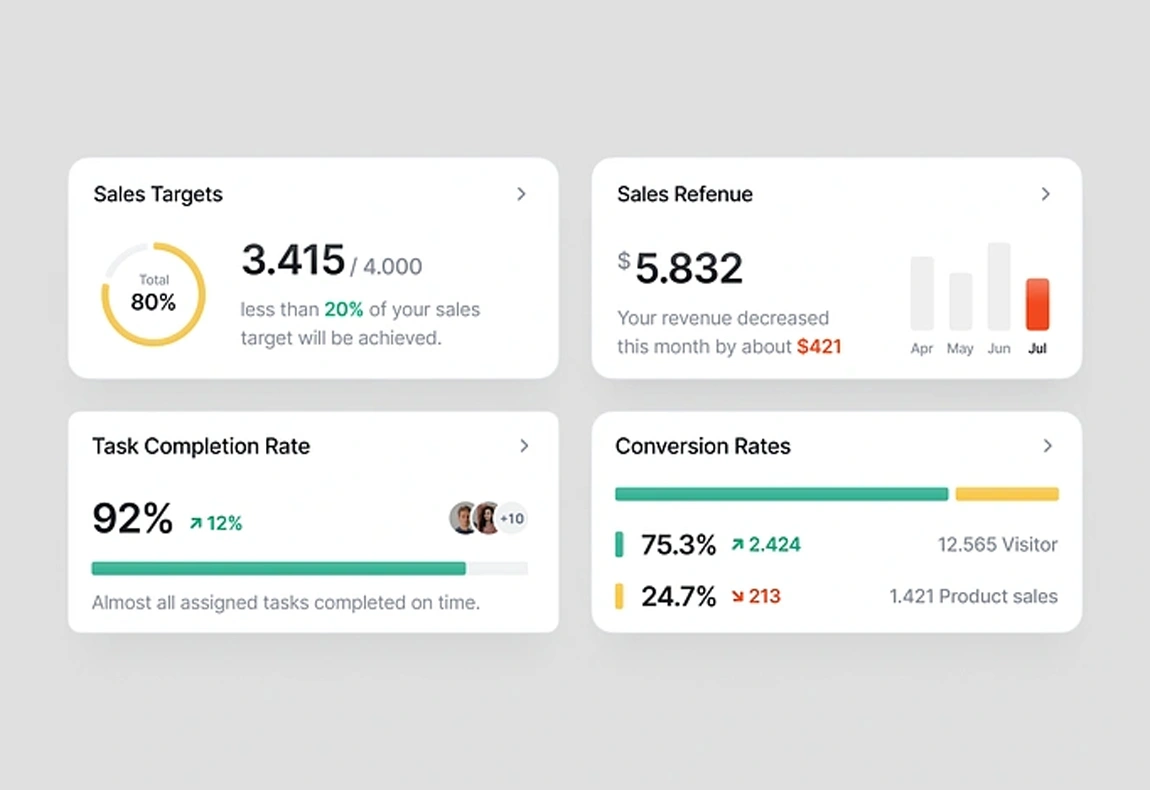 Sales Targets
Total
80%
3.415 / 4.000
less than 20% of your sales
target will be achieved.
Sales Refenue
$5.832
Your revenue decreased
this month by about $421
Apr May Jun Jul
Task Completion Rate
92% 12%
+10
Almost all assigned tasks completed on time.
Conversion Rates
75.3% 2.424 12.565 Visitor
24.7% 213 1.421 Product sales